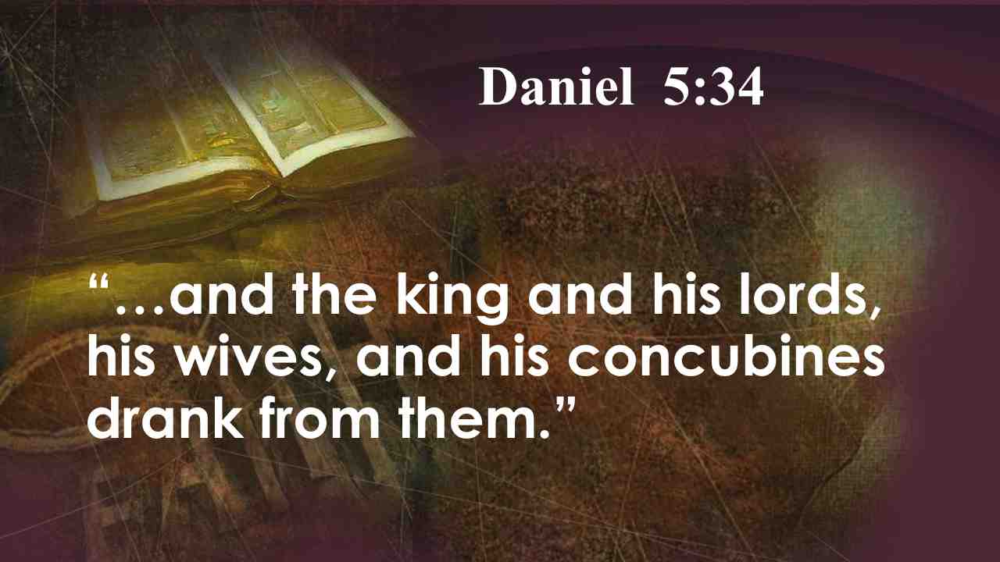 Daniel 5:34
“…and the king and his lords,
his wives, and his concubines
drank from them.”